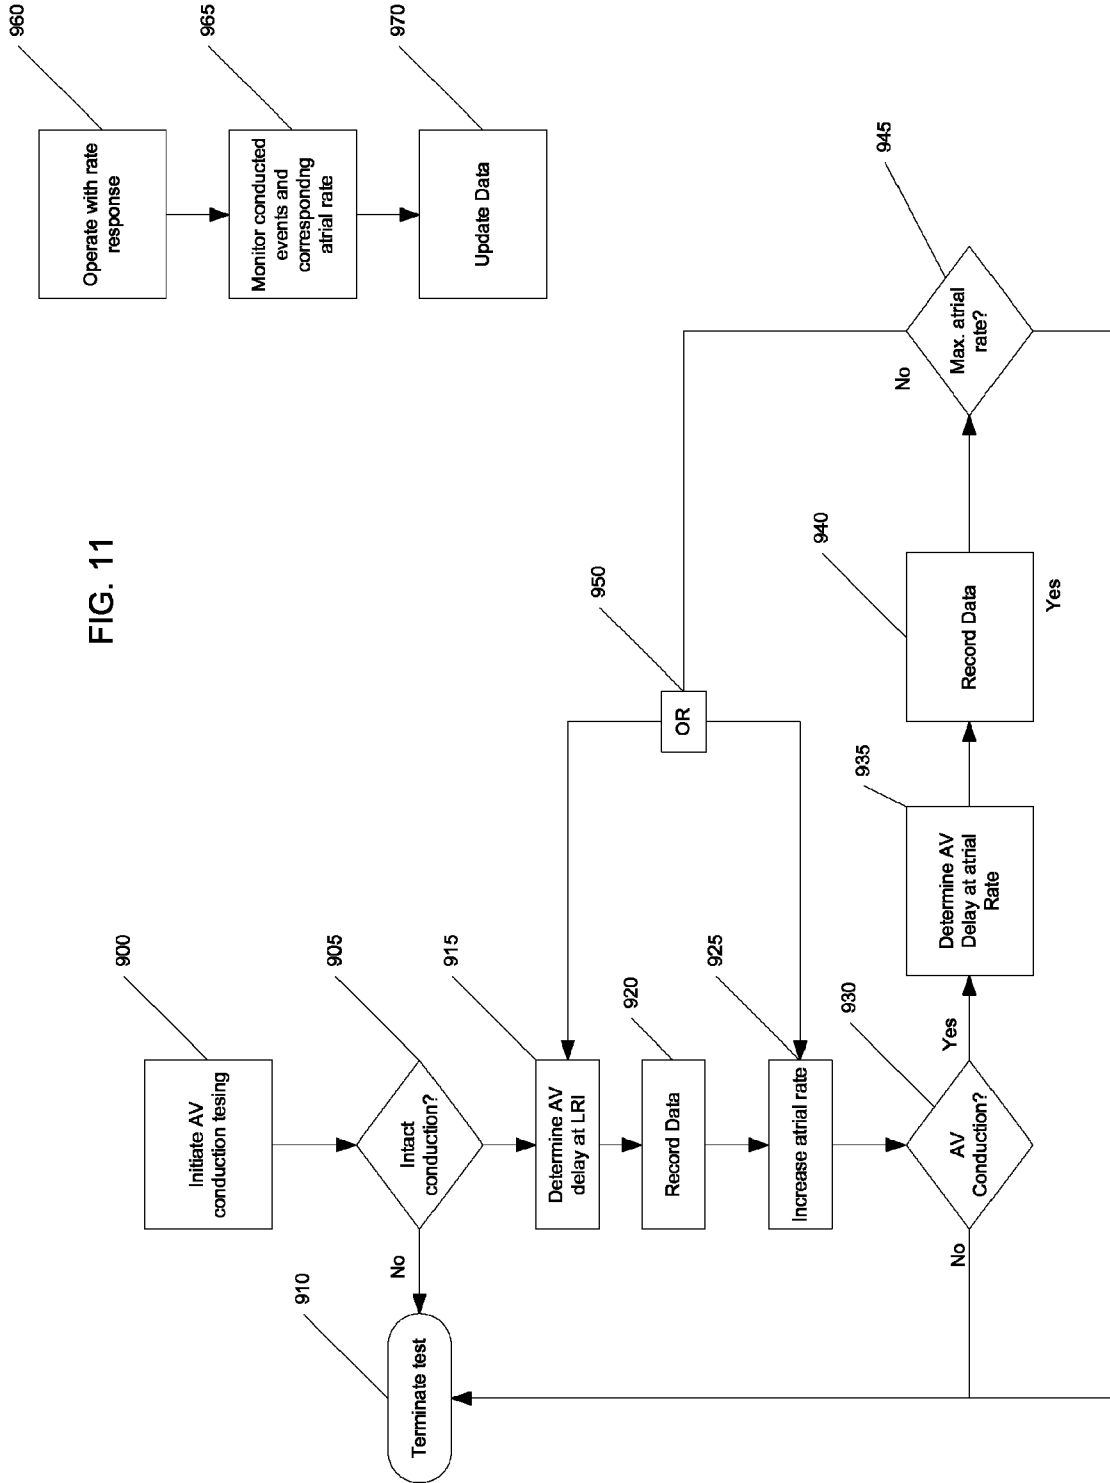 FIG. 11
900
Initiate AV
conduction tesing
905
Intact
conduction?
No
910
Terminate test
915
Determine AV
delay at LRI
920
Record Data
925
Increase atrial rate
930
AV
Conduction?
No
Yes
935
Determine AV
Delay at atrial
Rate
940
Record Data
945
Max. atrial
rate?
No
Yes
950
OR
960
Operate with rate
response
965
Monitor conducted
events and
correspondng
atrial rate
970
Update Data